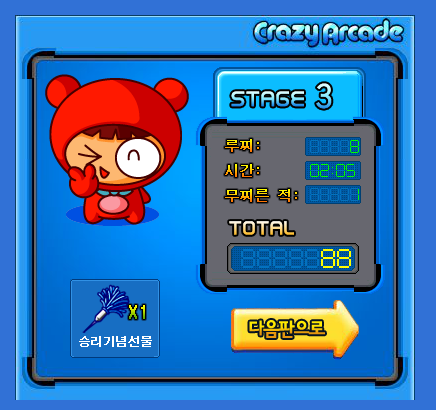 Crazy Arcade
STAGE 3
루찌: 8
시간: 02:05
무찌른 적: 1
TOTAL
88
X1
승리기념선물
다음판으로